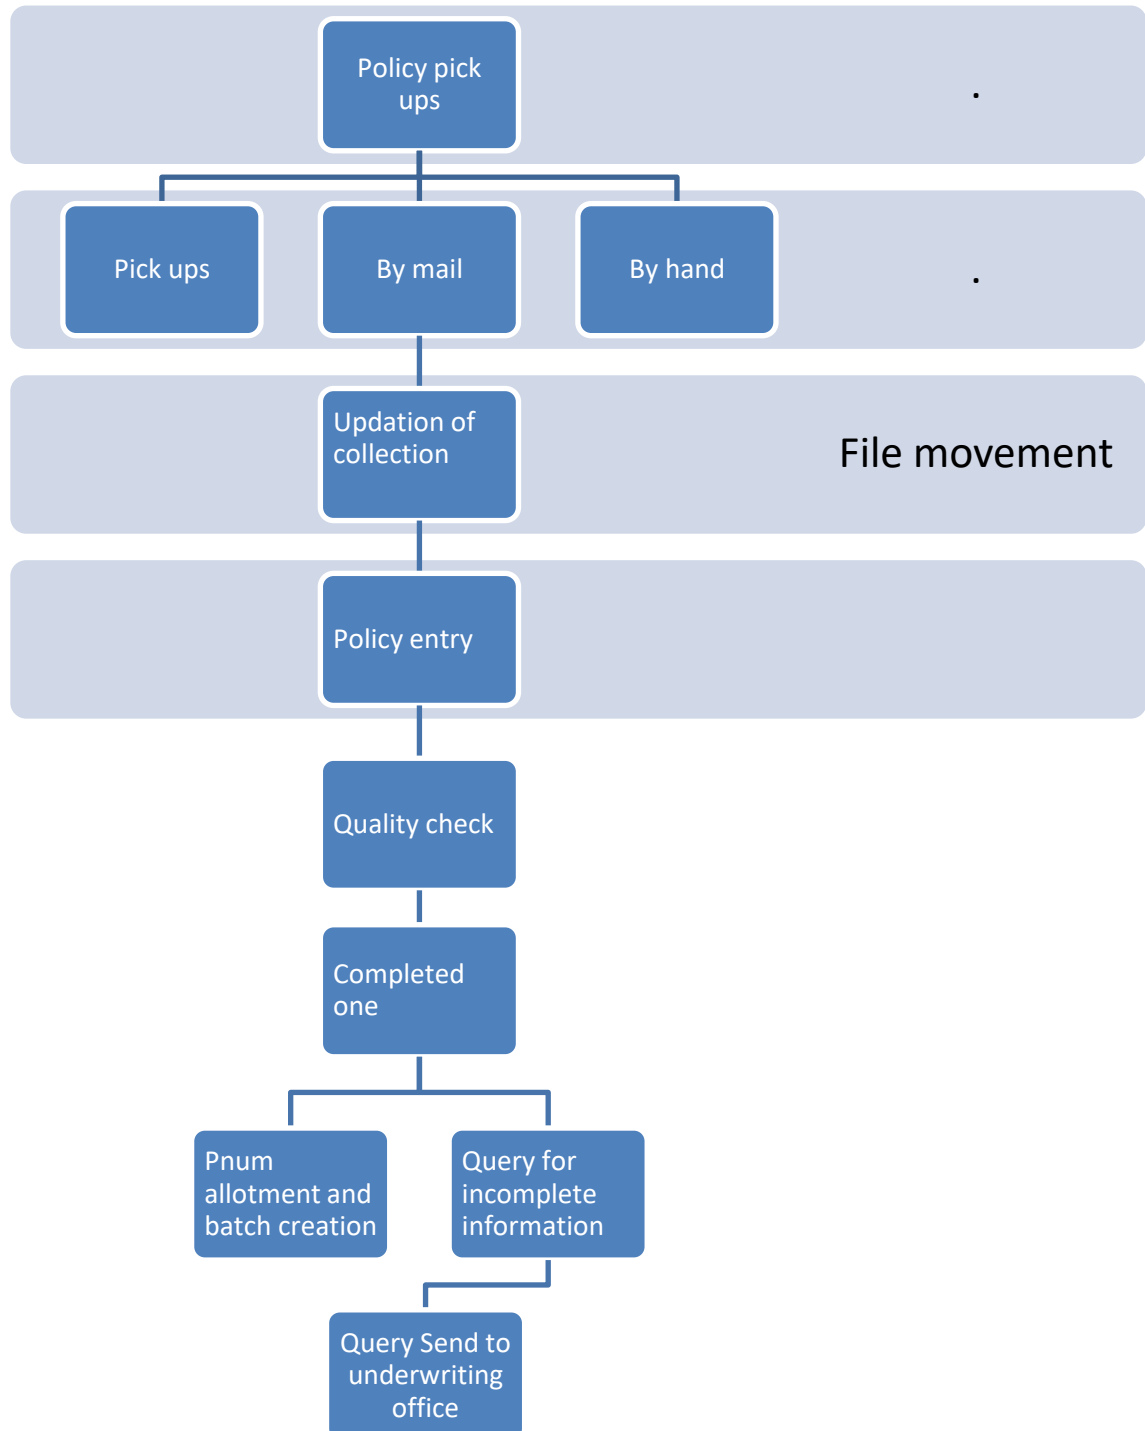 Policy pick
ups
.
Pick ups
By mail
By hand
.
Updation of
collection
File movement
Policy entry
Quality check
Completed
one
Pnum
allotment and
batch creation
Query for
incomplete
information
Query Send to
underwriting
office